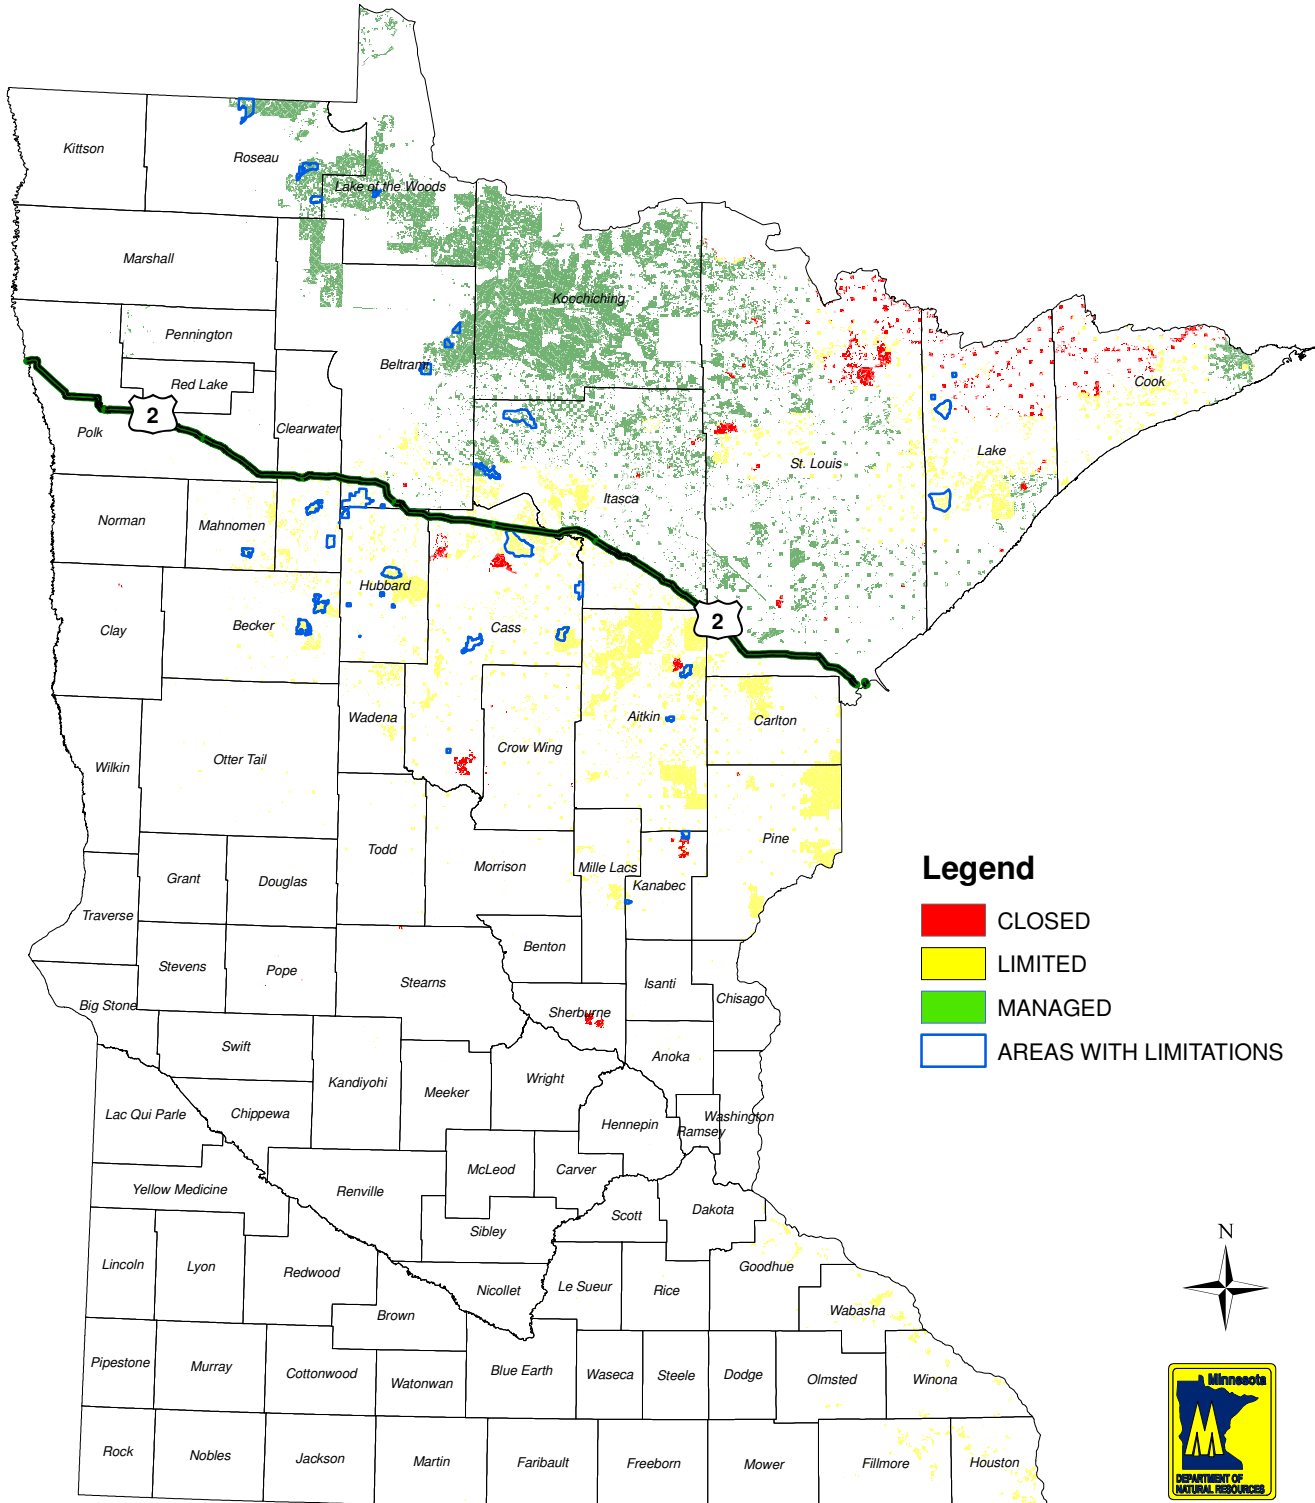 Kittson
Roseau
Lake of the Woods
Marshall
Koochiching
Pennington
Beltrami
Red Lake
Cook
2
Polk
Clearwater
St. Louis
Lake
Itasca
Norman
Mahnomen
Hubbard
2
Clay
Becker
Cass
Wadena
Aitkin
Carlton
Crow Wing
Otter Tail
Wilkin
Pine
Todd
Morrison
Mille Lacs
Grant
Douglas
Kanabec
Legend
CLOSED
LIMITED
MANAGED
AREAS WITH LIMITATIONS
Traverse
Benton
Stevens
Pope
Stearns
Isanti
Chisago
Big Stone
Sherburne
Swift
Anoka
Kandiyohi
Wright
Meeker
Lac Qui Parle
Chippewa
Hennepin
Washington
Ramsey
McLeod
Carver
Yellow Medicine
Renville
Dakota
Scott
Sibley
N
Lincoln
Lyon
Redwood
Goodhue
Nicollet
Le Sueur
Rice
Brown
Wabasha
Pipestone
Murray
Cottonwood
Watonwan
Blue Earth
Waseca
Steele
Dodge
Olmsted
Winona
Minnesota
DEPARTMENT OF
NATURAL RESOURCES
Rock
Nobles
Jackson
Martin
Faribault
Freeborn
Mower
Fillmore
Houston